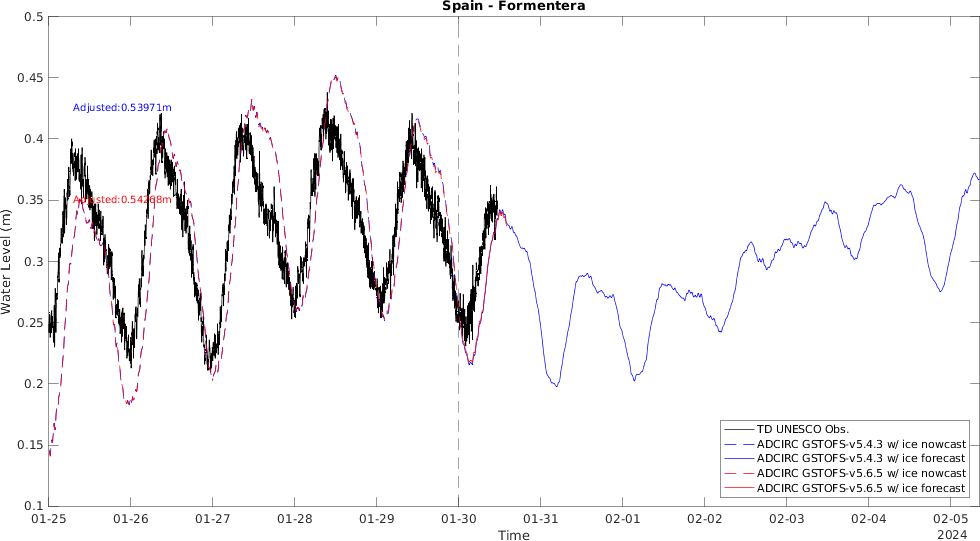 Spain - Formentera
0.5
0.45
0.4
0.35
0.3
0.25
0.2
0.15
0.1
Water Level (m)
Adjusted:0.53971m
Adjusted:0.54268m
TD UNESCO Obs.
ADCIRC GSTOFS-v5.4.3 w/ ice nowcast
ADCIRC GSTOFS-v5.4.3 w/ ice forecast
ADCIRC GSTOFS-v5.6.5 w/ ice nowcast
ADCIRC GSTOFS-v5.6.5 w/ ice forecast
01-25 01-26 01-27 01-28 01-29 01-30 01-31 02-01 02-02 02-03 02-04 02-05
Time
2024